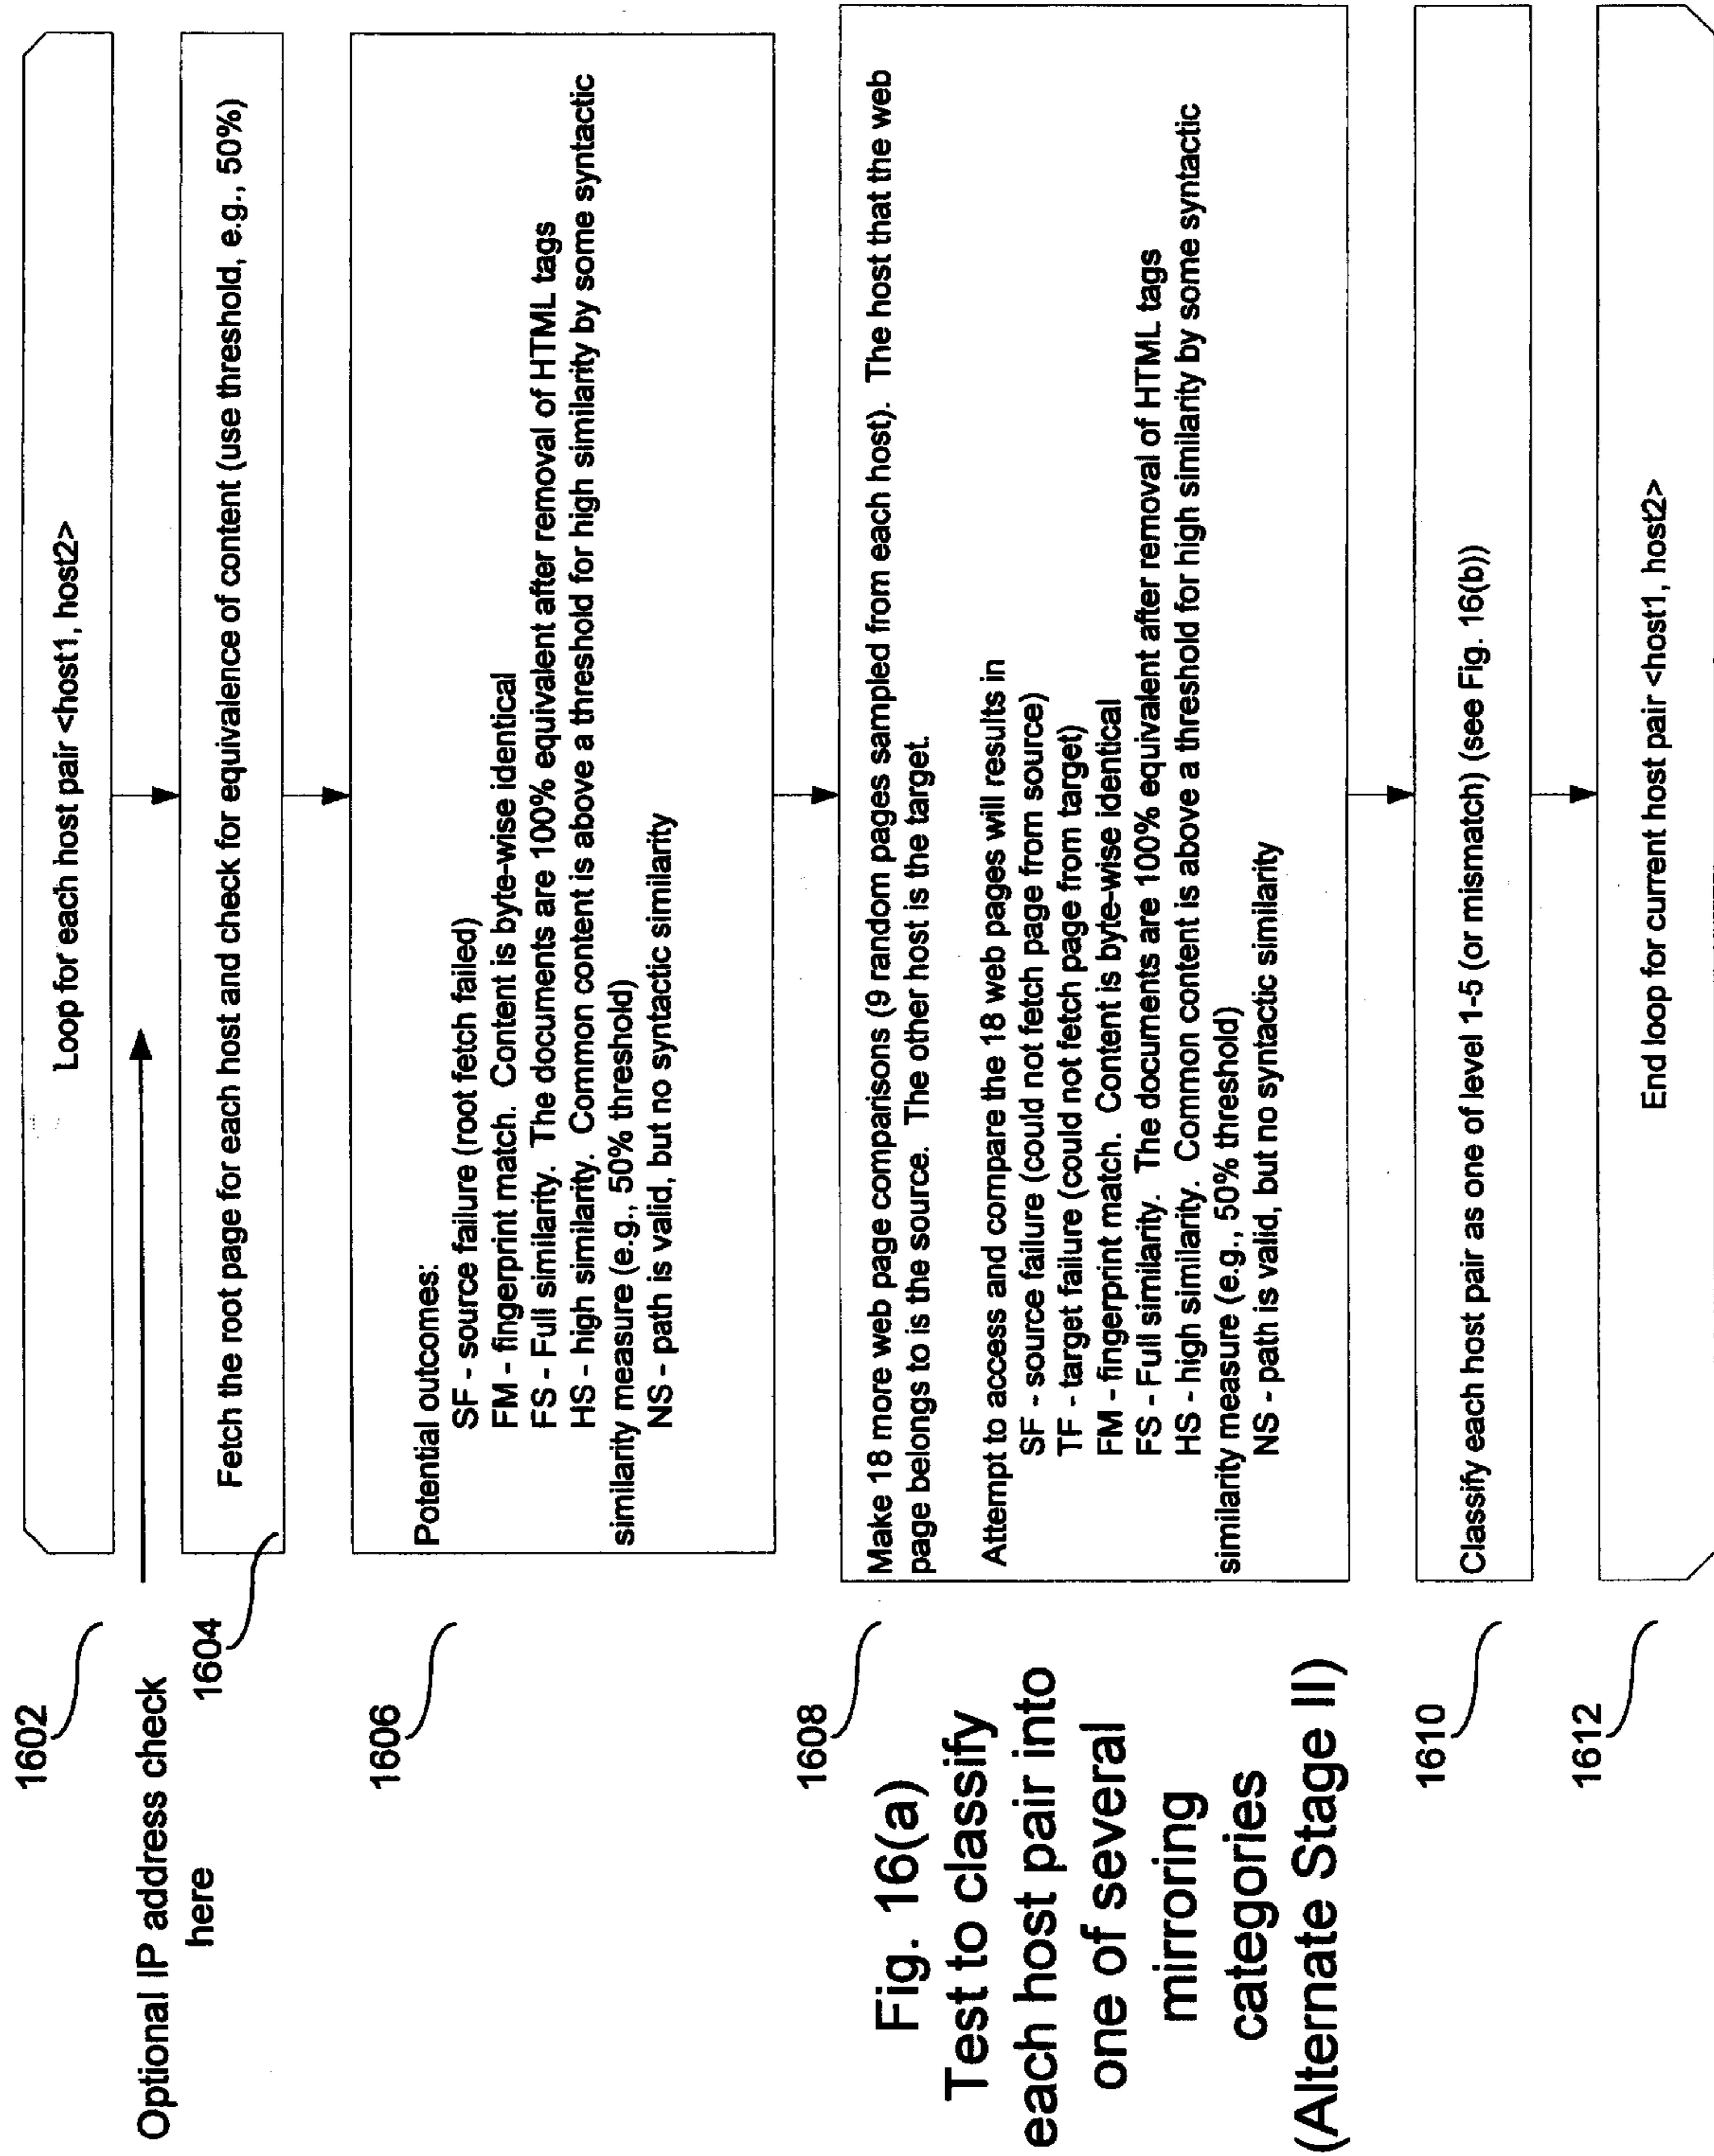 1602
Loop for each host pair <host1, host2>
Optional IP address check
here
1604
Fetch the root page for each host and check for equivalence of content (use threshold, e.g., 50%)
1606
Potential outcomes:
SF - source failure (root fetch failed)
FM - fingerprint match. Content is byte-wise identical
FS - Full similarity. The documents are 100% equivalent after removal of HTML tags
HS - high similarity. Common content is above a threshold for high similarity by some syntactic
similarity measure (e.g., 50% threshold)
NS - path is valid, but no syntactic similarity
1608
Make 18 more web page comparisons (9 random pages sampled from each host). The host that the web
page belongs to is the source. The other host is the target.
Attempt to access and compare the 18 web pages will results in
SF - source failure (could not fetch page from source)
TF - target failure (could not fetch page from target)
FM - fingerprint match. Content is byte-wise identical
FS - Full similarity. The documents are 100% equivalent after removal of HTML tags
HS - high similarity. Common content is above a threshold for high similarity by some syntactic
similarity measure (e.g., 50% threshold)
NS - path is valid, but no syntactic similarity
Fig. 16(a)
Test to classify
each host pair into
one of several
mirroring
categories
(Alternate Stage II)
1610
Classify each host pair as one of level 1-5 (or mismatch) (see Fig. 16(b))
1612
End loop for current host pair <host1, host2>